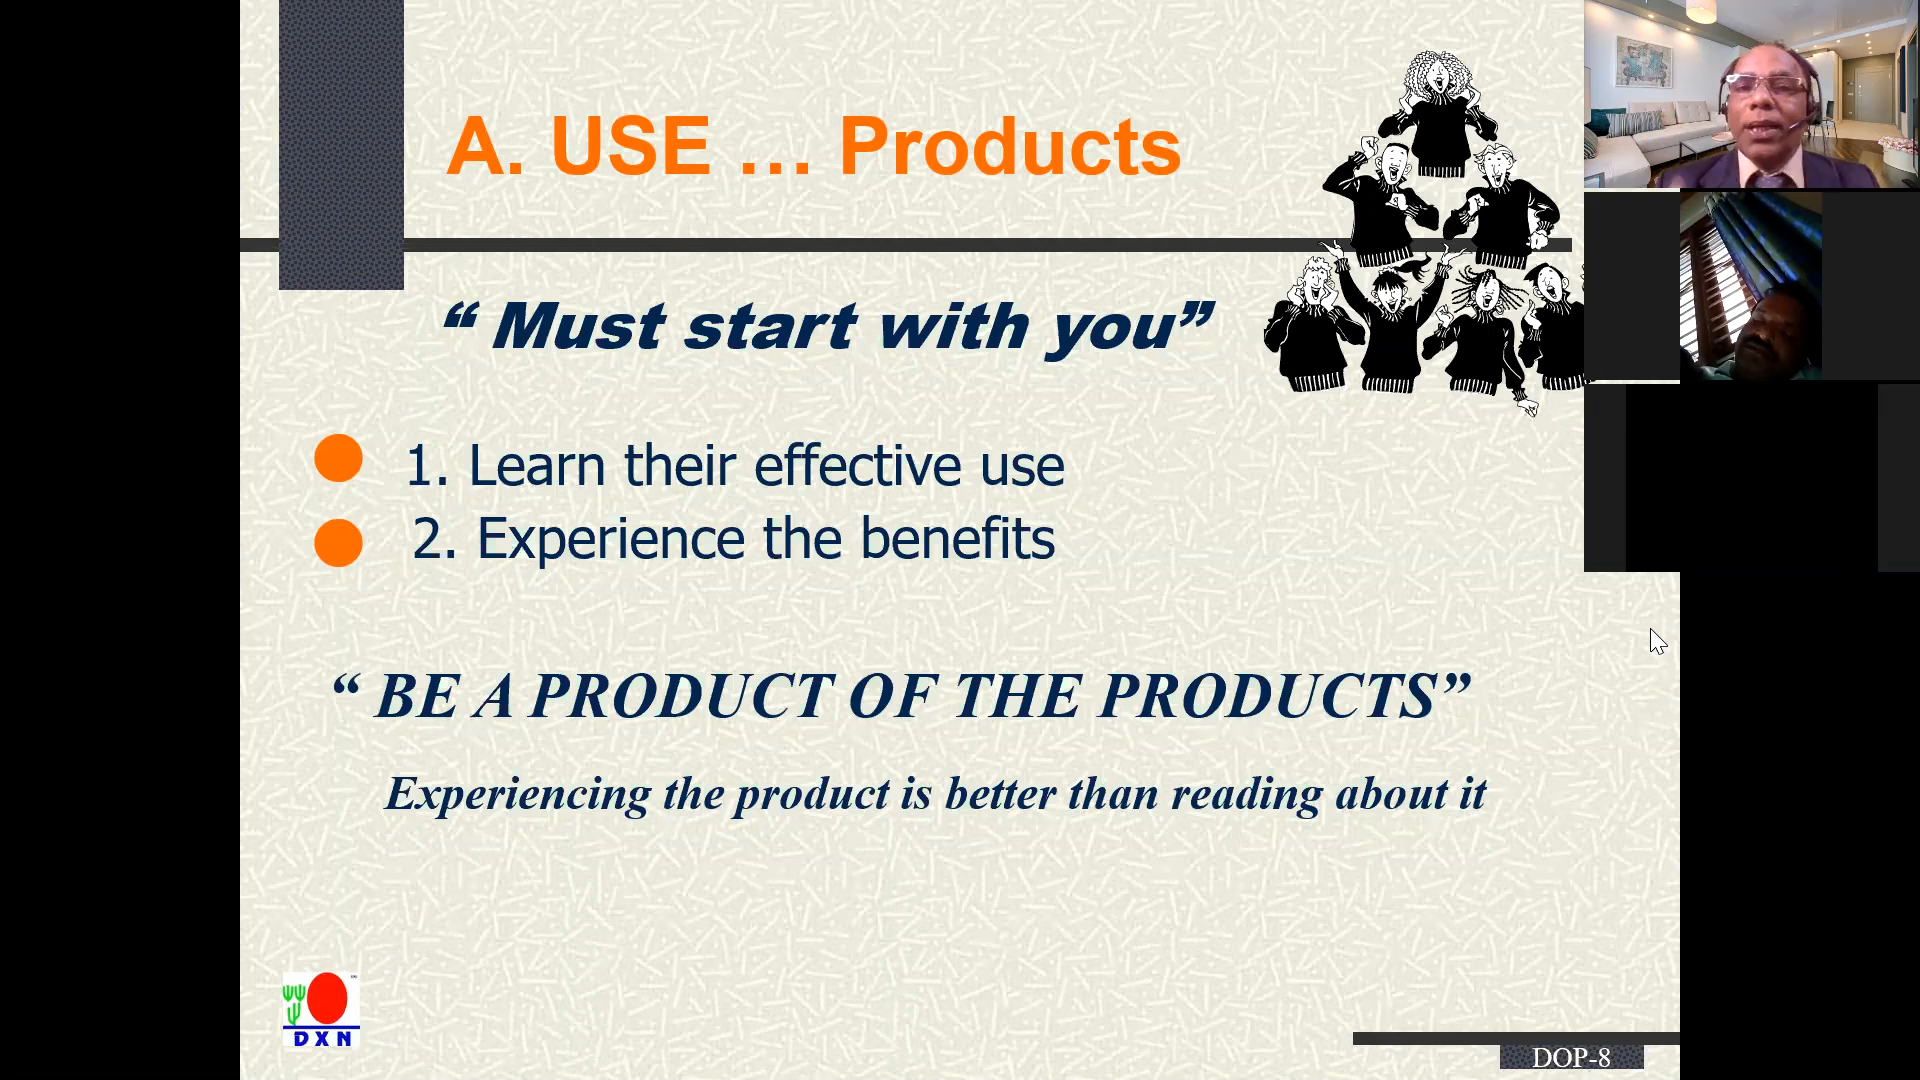 A. USE ... Products
“ Must start with you”
1. Learn their effective use
2. Experience the benefits
“ BE A PRODUCT OF THE PRODUCTS”
Experiencing the product is better than reading about it
DXN
DOP-8